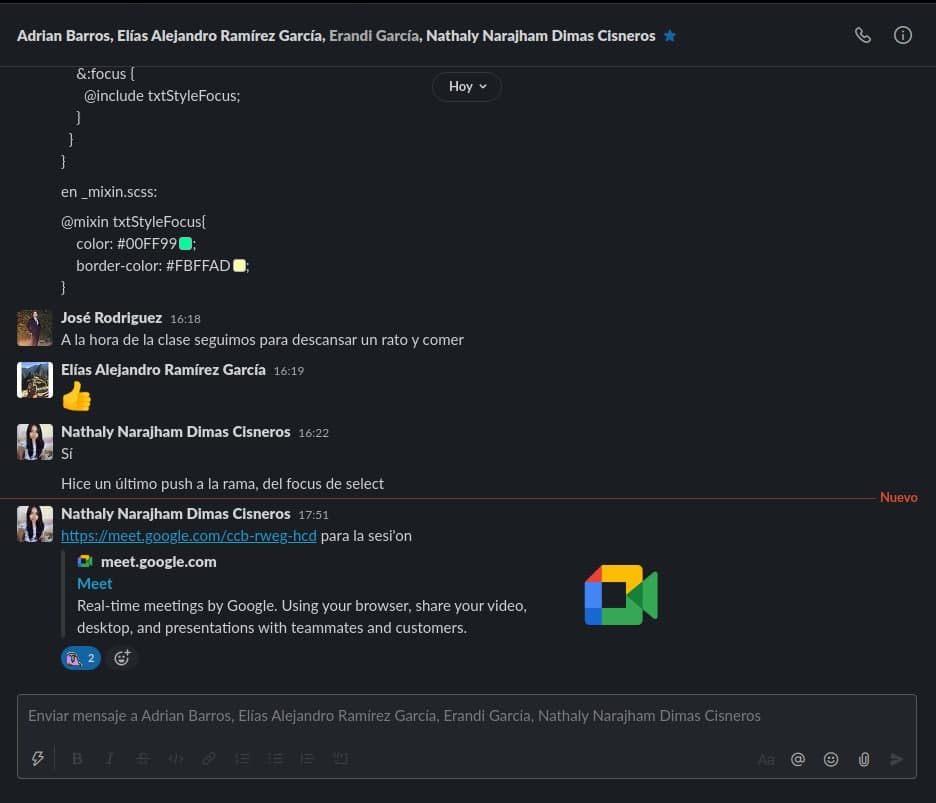 Adrian Barros, Elías Alejandro Ramírez García, Erandi García, Nathaly Narajham Dimas Cisneros
&:focus {
Hoy
@include txtStyleFocus;
}
}
}
en _mixin.scss:
@mixin txtStyleFocus{
color: #00FF99;
border-color: #FBFFAD;
}
José Rodriguez 16:18
A la hora de la clase seguimos para descansar un rato y comer
Elías Alejandro Ramírez García 16:19
Nathaly Narajham Dimas Cisneros 16:22
Sí
Hice un último push a la rama, del focus de select
Nuevo
Nathaly Narajham Dimas Cisneros 17:51
https://meet.google.com/ccb-rweg-hcd para la sesi'on
meet.google.com
Meet
Real-time meetings by Google. Using your browser, share your video,
desktop, and presentations with teammates and customers.
2
Enviar mensaje a Adrian Barros, Elías Alejandro Ramírez García, Erandi García, Nathaly Narajham Dimas Cisneros
B I S </> Aa @